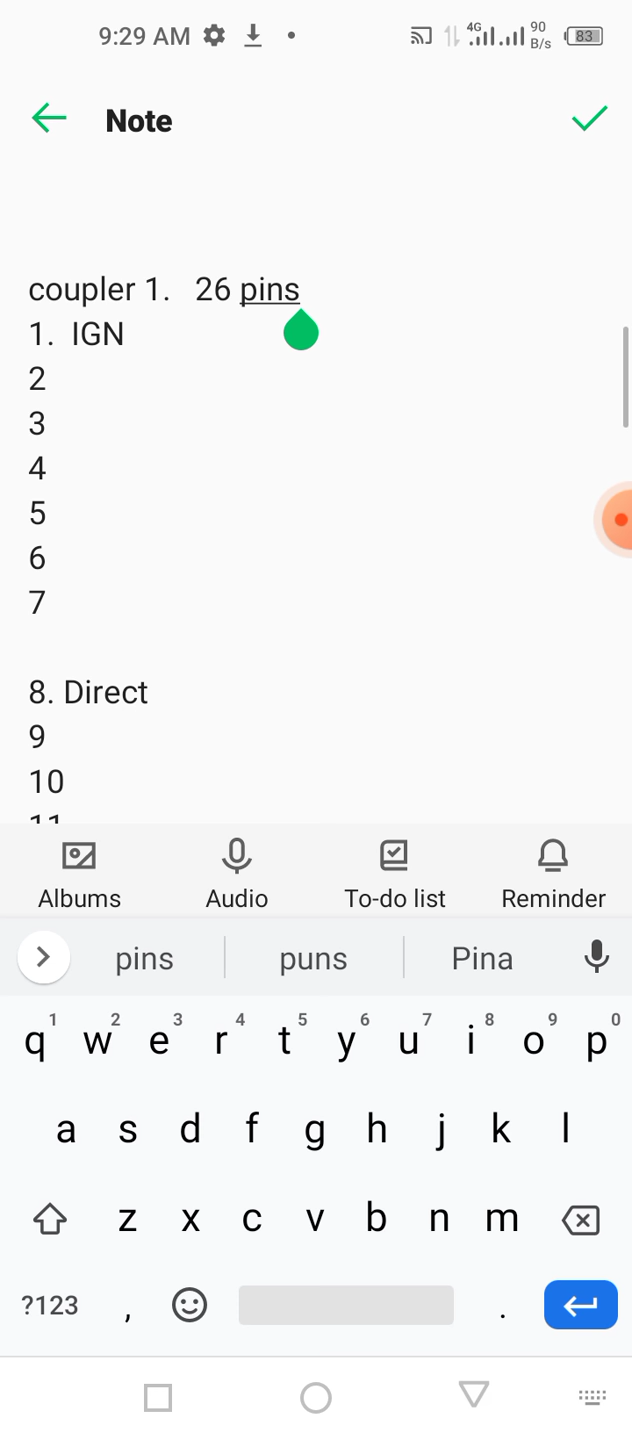 9:29 AM 4G 90 B/s 83
Note
coupler 1. 26 pins
1. IGN
2
3
4
5
6
7
8. Direct
9
10
11
Albums Audio To-do list Reminder
pins puns Pina
1 2 3 4 5 6 7 8 9 0
q w e r t y u i o p
a s d f g h j k l
z x c v b n m
?123 , .